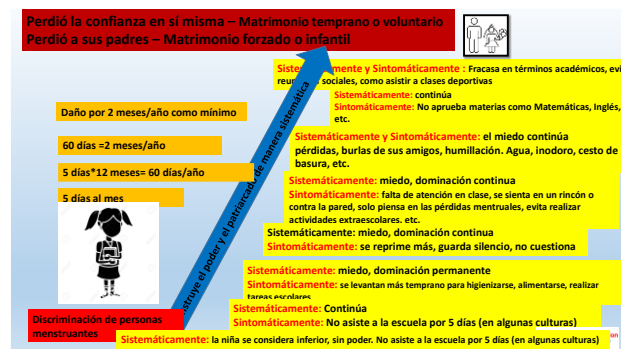 Perdió la confianza en sí misma – Matrimonio temprano o voluntario
Perdió a sus padres – Matrimonio forzado o infantil
Sistemáticamente y Sintomáticamente : Fracasa en términos académicos,
sociales, como asistir a clases deportivas
Sistemáticamente: continúa
Sintomáticamente: No aprueba materias como Matemáticas, Inglés,
etc.
Daño por 2 meses/año como mínimo
60 días =2 meses/año
5 días*12 meses= 60 días/año
5 días al mes
Sistemáticamente y Sintomáticamente: el miedo continúa
pérdidas, burlas de sus amigos, humillación. Agua, inodoro, cesto de
basura, etc.
Sistemáticamente: miedo, dominación continua
Sintomáticamente: falta de atención en clase, se sienta en un rincón o
contra la pared, solo piensa en las pérdidas mentruales, evita realizar
actividades extraescolares. etc.
Sistemáticamente: miedo, dominación continua
Sintomáticamente: se reprime más, guarda silencio, no cuestiona
Sistemáticamente: miedo, dominación permanente
Sintomáticamente: se levantan más temprano para higienizarse, alimentarse, realizar
tareas escolares
Sistemáticamente: Continúa
Sintomáticamente: No asiste a la escuela por 5 días (en algunas culturas)
el poder y el patriarcado de manera sistemática
Discriminación de personas
menstruantes
Sistemáticamente: la niña se considera inferior, sin poder. No asiste a la escuela por 5 días (en algunas culturas)